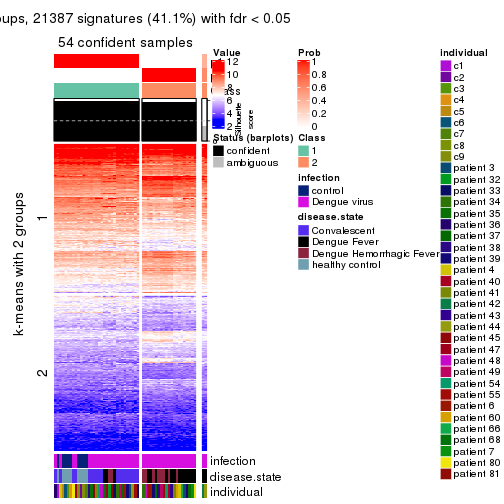 oups, 21387 signatures (41.1%) with fdr < 0.05
54 confident samples
k-means with 2 groups
1
2
Value
12
10
8
6
4
2
Silhouette
score
Status (barplots)
confident
ambiguous
Prob
1
0.8
0.6
0.4
0.2
0
Class
1
2
infection
control
Dengue virus
disease.state
Convalescent
Dengue Fever
Dengue Hemorrhagic Fever
healthy control
individual
c1
c2
c3
c4
c5
c6
c7
c8
c9
patient 3
patient 32
patient 33
patient 34
patient 35
patient 36
patient 37
patient 38
patient 39
patient 4
patient 40
patient 41
patient 42
patient 43
patient 44
patient 45
patient 47
patient 48
patient 49
patient 54
patient 55
patient 6
patient 60
patient 66
patient 68
patient 7
patient 80
patient 81
infection
disease.state
individual